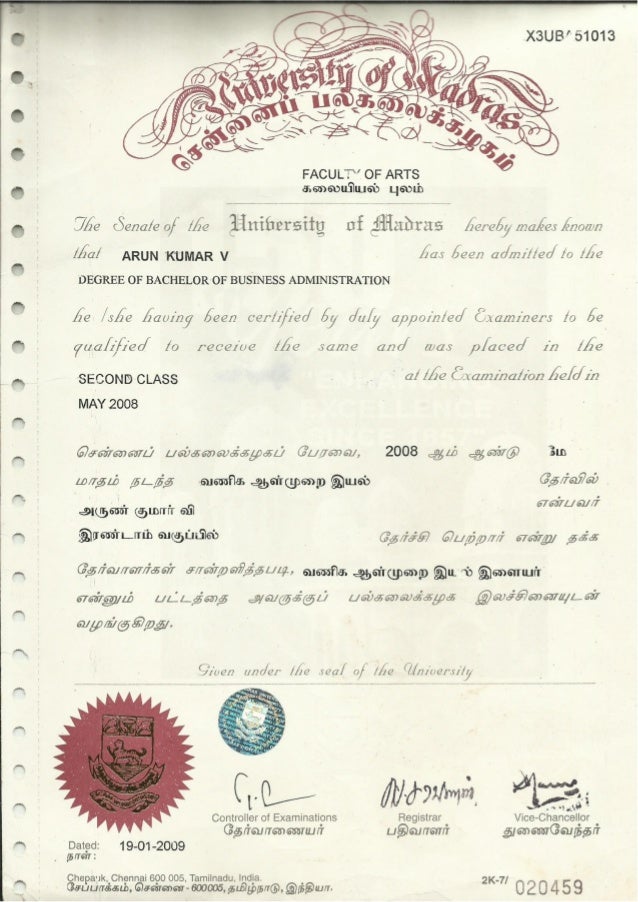 X3UB 51013
University of Madras
சென்னைப் பல்கலைக்கழகம்
FACULTY OF ARTS
கலையியல் புலம்
The Senate of the University of Madras hereby makes known
that ARUN KUMAR V has been admitted to the
DEGREE OF BACHELOR OF BUSINESS ADMINISTRATION
he / she having been certified by duly appointed Examiners to be
qualified to receive the same and was placed in the
SECOND CLASS at the Examination held in
MAY 2008
சென்னைப் பல்கலைக்கழகப் பேரவை, 2008 ஆம் ஆண்டு மே
மாதம் நடந்த வணிக ஆள்முறை இயல் தேர்வில்
அருண் குமார் வி என்பவர்
இரண்டாம் வகுப்பில் தேர்ச்சி பெற்றார் என்று தக்க
தேர்வாளர்கள் சான்றளித்தபடி, வணிக ஆள்முறை இயல் இளையர்
என்னும் பட்டத்தை அவருக்குப் பல்கலைக்கழக இலச்சினையுடன்
வழங்குகிறது.
Given under the seal of the University
Controller of Examinations Registrar Vice-Chancellor
தேர்வாணையர் பதிவாளர் துணைவேந்தர்
Dated: 19-01-2009
நாள் :
Chepauk, Chennai 600 005, Tamilnadu, India.
சேப்பாக்கம், சென்னை - 600005, தமிழ்நாடு, இந்தியா.
2K-7/ 020459